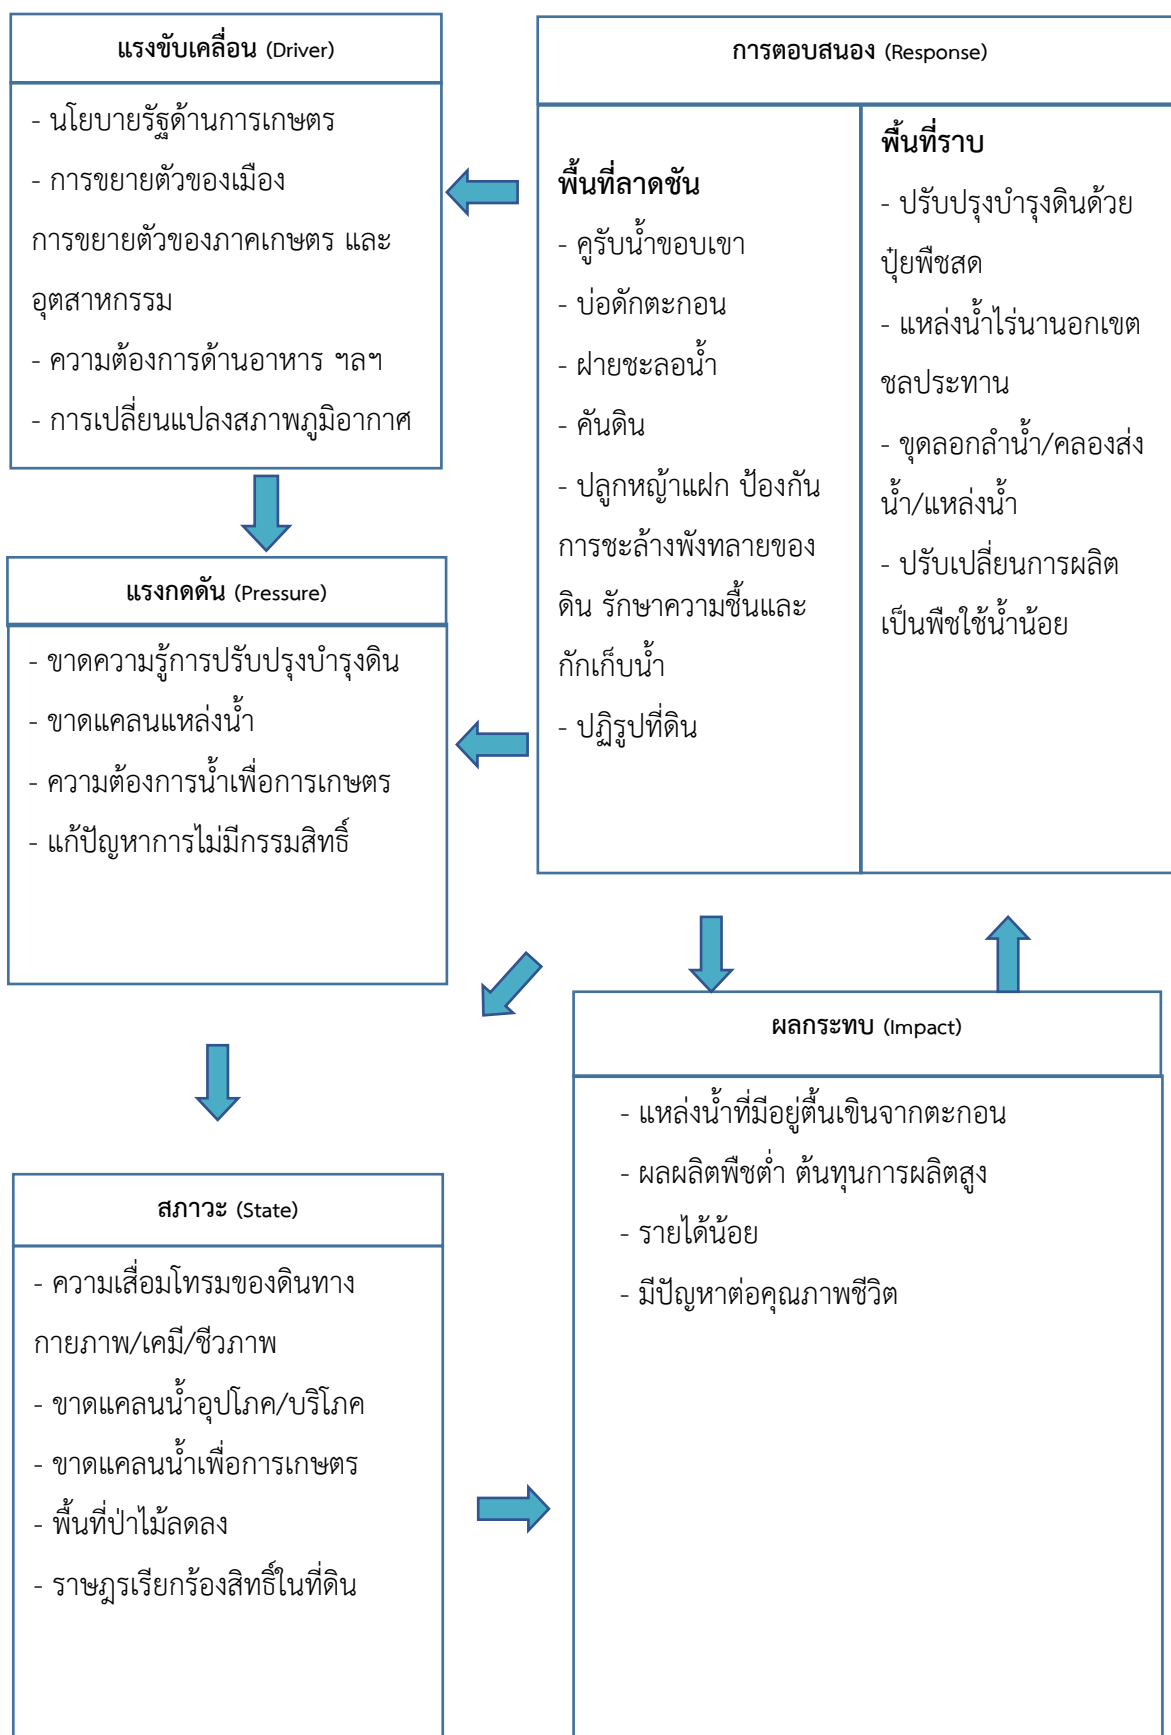 แรงขับเคลื่อน (Driver)
- นโยบายรัฐด้านการเกษตร
- การขยายตัวของเมือง
การขยายตัวของภาคเกษตร และ
อุตสาหกรรม
- ความต้องการด้านอาหาร ฯลฯ
- การเปลี่ยนแปลงสภาพภูมิอากาศ
การตอบสนอง (Response)
พื้นที่ลาดชัน
- คูรับน้ำขอบเขา
- บ่อดักตะกอน
- ฝายชะลอน้ำ
- คันดิน
- ปลูกหญ้าแฝก ป้องกัน
การชะล้างพังทลายของ
ดิน รักษาความชื้นและ
กักเก็บน้ำ
- ปฏิรูปที่ดิน
พื้นที่ราบ
- ปรับปรุงบำรุงดินด้วย
ปุ๋ยพืชสด
- แหล่งน้ำไร่นานอกเขต
ชลประทาน
- ขุดลอกลำน้ำ/คลองส่ง
น้ำ/แหล่งน้ำ
- ปรับเปลี่ยนการผลิต
เป็นพืชใช้น้ำน้อย
แรงกดดัน (Pressure)
- ขาดความรู้การปรับปรุงบำรุงดิน
- ขาดแคลนแหล่งน้ำ
- ความต้องการน้ำเพื่อการเกษตร
- แก้ปัญหาการไม่มีกรรมสิทธิ์
สภาวะ (State)
- ความเสื่อมโทรมของดินทาง
กายภาพ/เคมี/ชีวภาพ
- ขาดแคลนน้ำอุปโภค/บริโภค
- ขาดแคลนน้ำเพื่อการเกษตร
- พื้นที่ป่าไม้ลดลง
- ราษฎรเรียกร้องสิทธิ์ในที่ดิน
ผลกระทบ (Impact)
- แหล่งน้ำที่มีอยู่ตื้นเขินจากตะกอน
- ผลผลิตพืชต่ำ ต้นทุนการผลิตสูง
- รายได้น้อย
- มีปัญหาต่อคุณภาพชีวิต